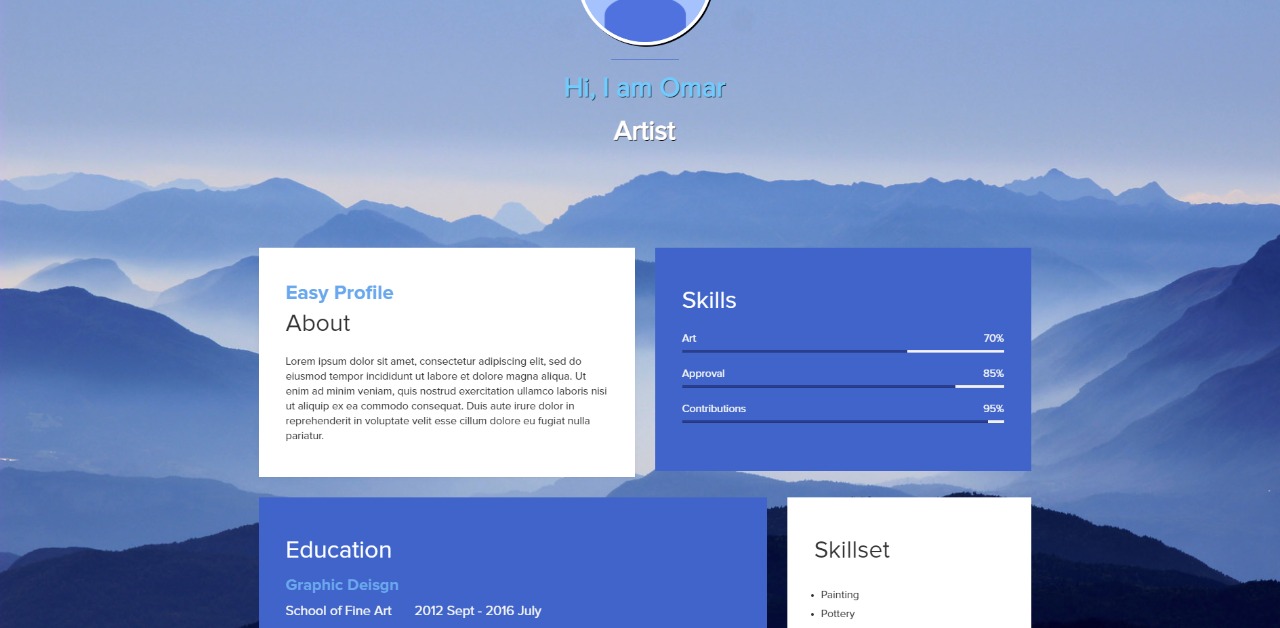 Hi, I am Omar
Artist
Easy Profile
About
Lorem ipsum dolor sit amet, consectetur adipiscing elit, sed do
eiusmod tempor incididunt ut labore et dolore magna aliqua. Ut
enim ad minim veniam, quis nostrud exercitation ullamco laboris nisi
ut aliquip ex ea commodo consequat. Duis aute irure dolor in
reprehenderit in voluptate velit esse cillum dolore eu fugiat nulla
pariatur.
Skills
Art 70%
Approval 85%
Contributions 95%
Education
Graphic Deisgn
School of Fine Art 2012 Sept - 2016 July
Skillset
• Painting
• Pottery